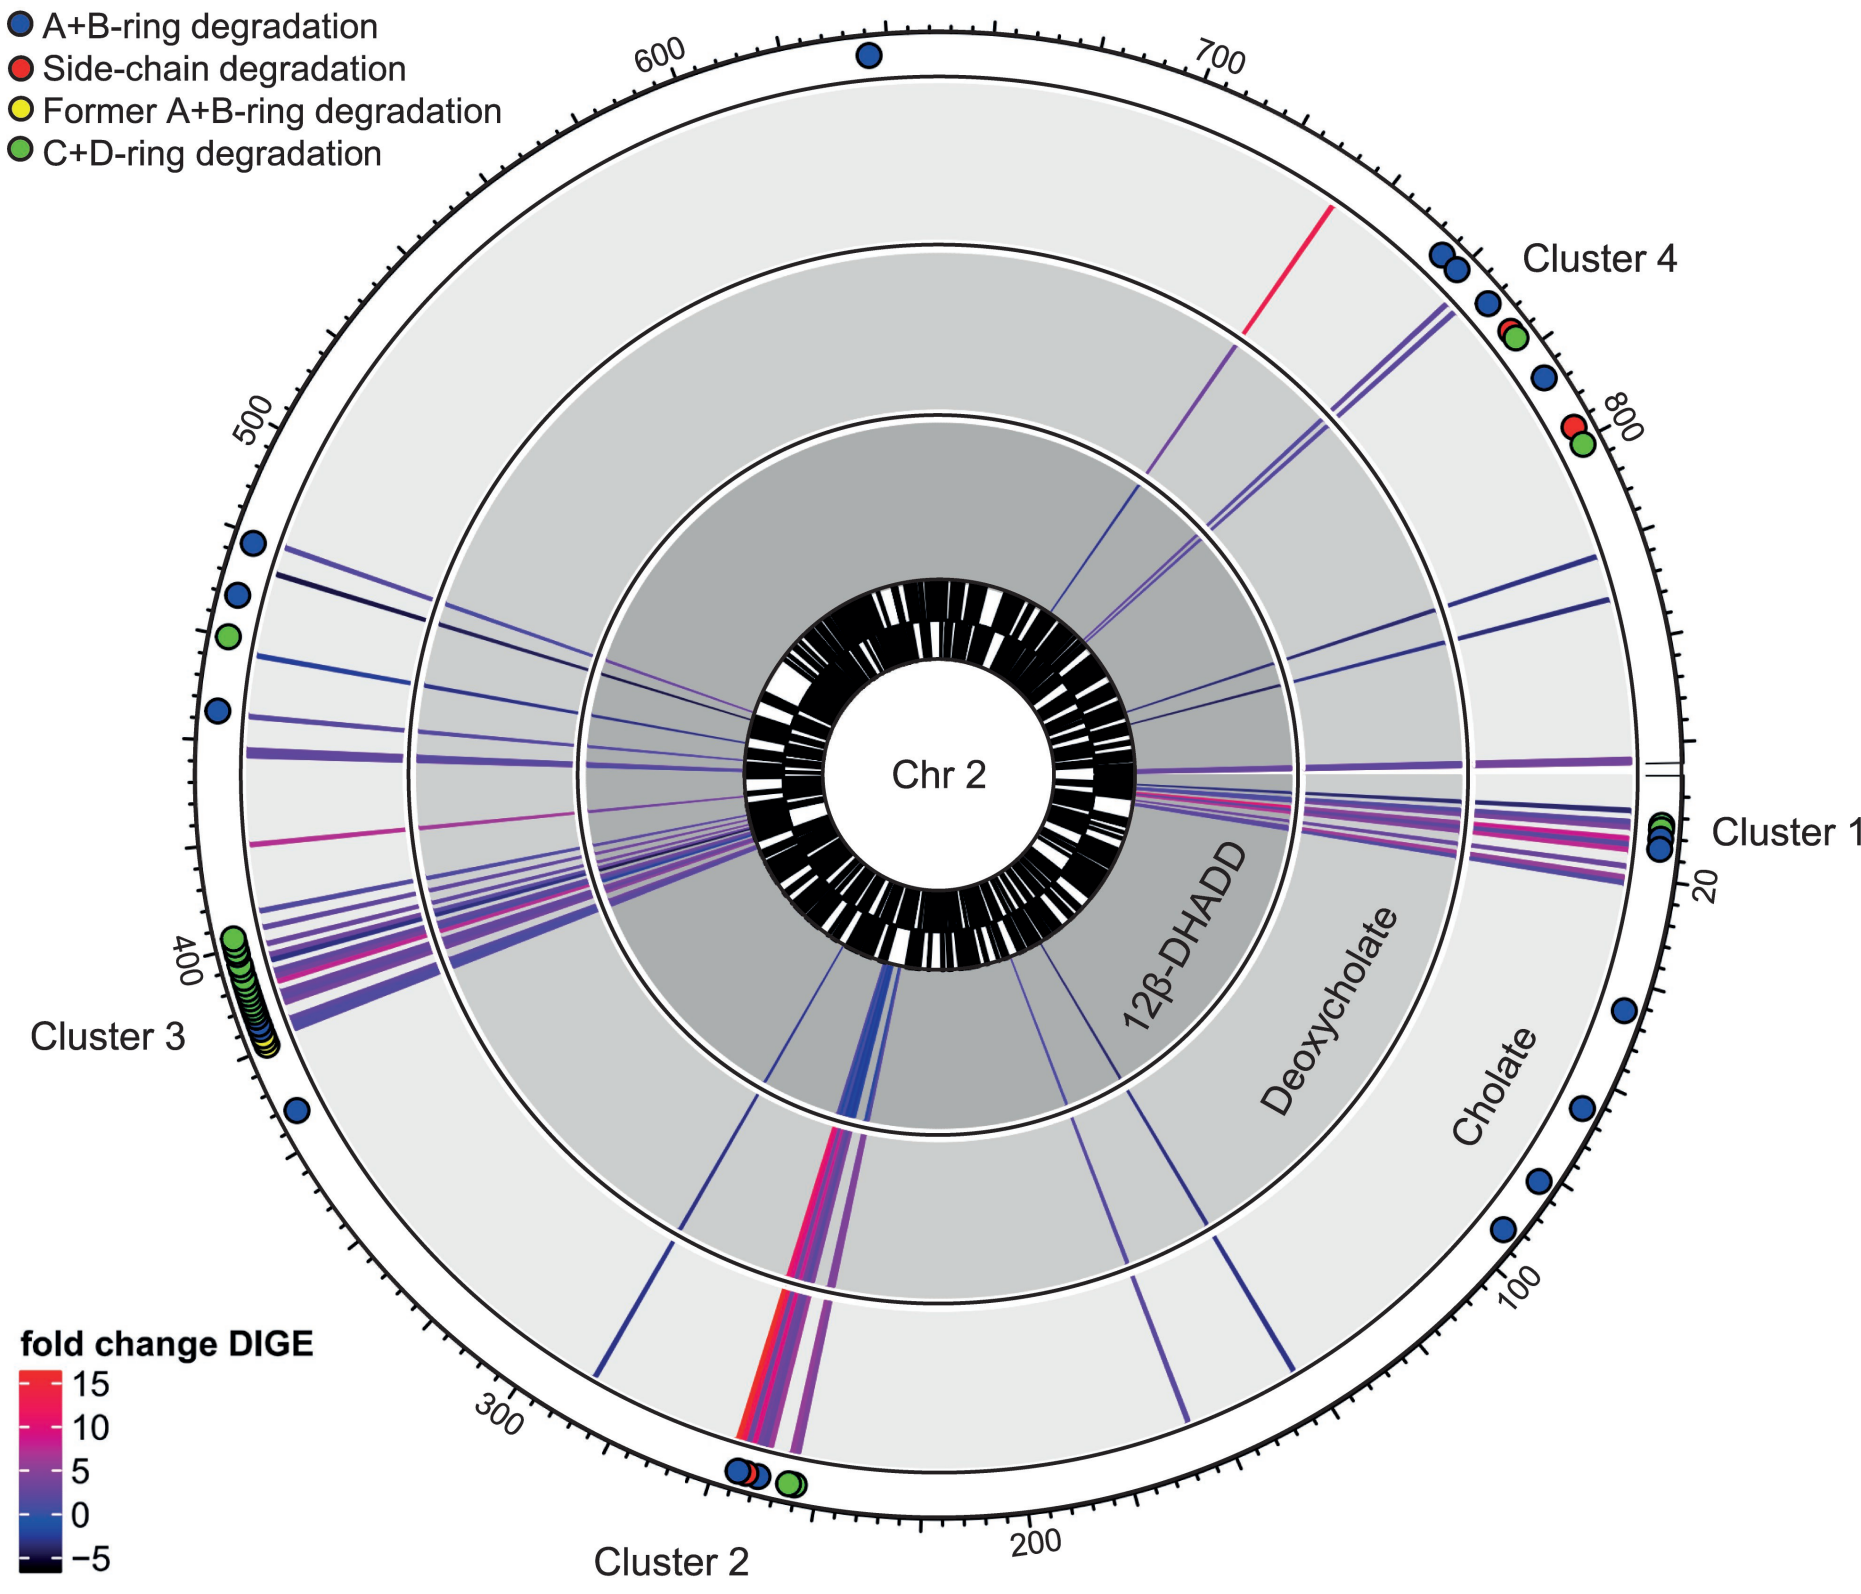 A+B-ring degradation
Side-chain degradation
Former A+B-ring degradation
C+D-ring degradation
600
700
Cluster 4
800
500
Chr 2
Cluster 1
20
12β-DHADD
Deoxycholate
Cholate
400
Cluster 3
100
300
200
Cluster 2
fold change DIGE
15
10
5
0
−5